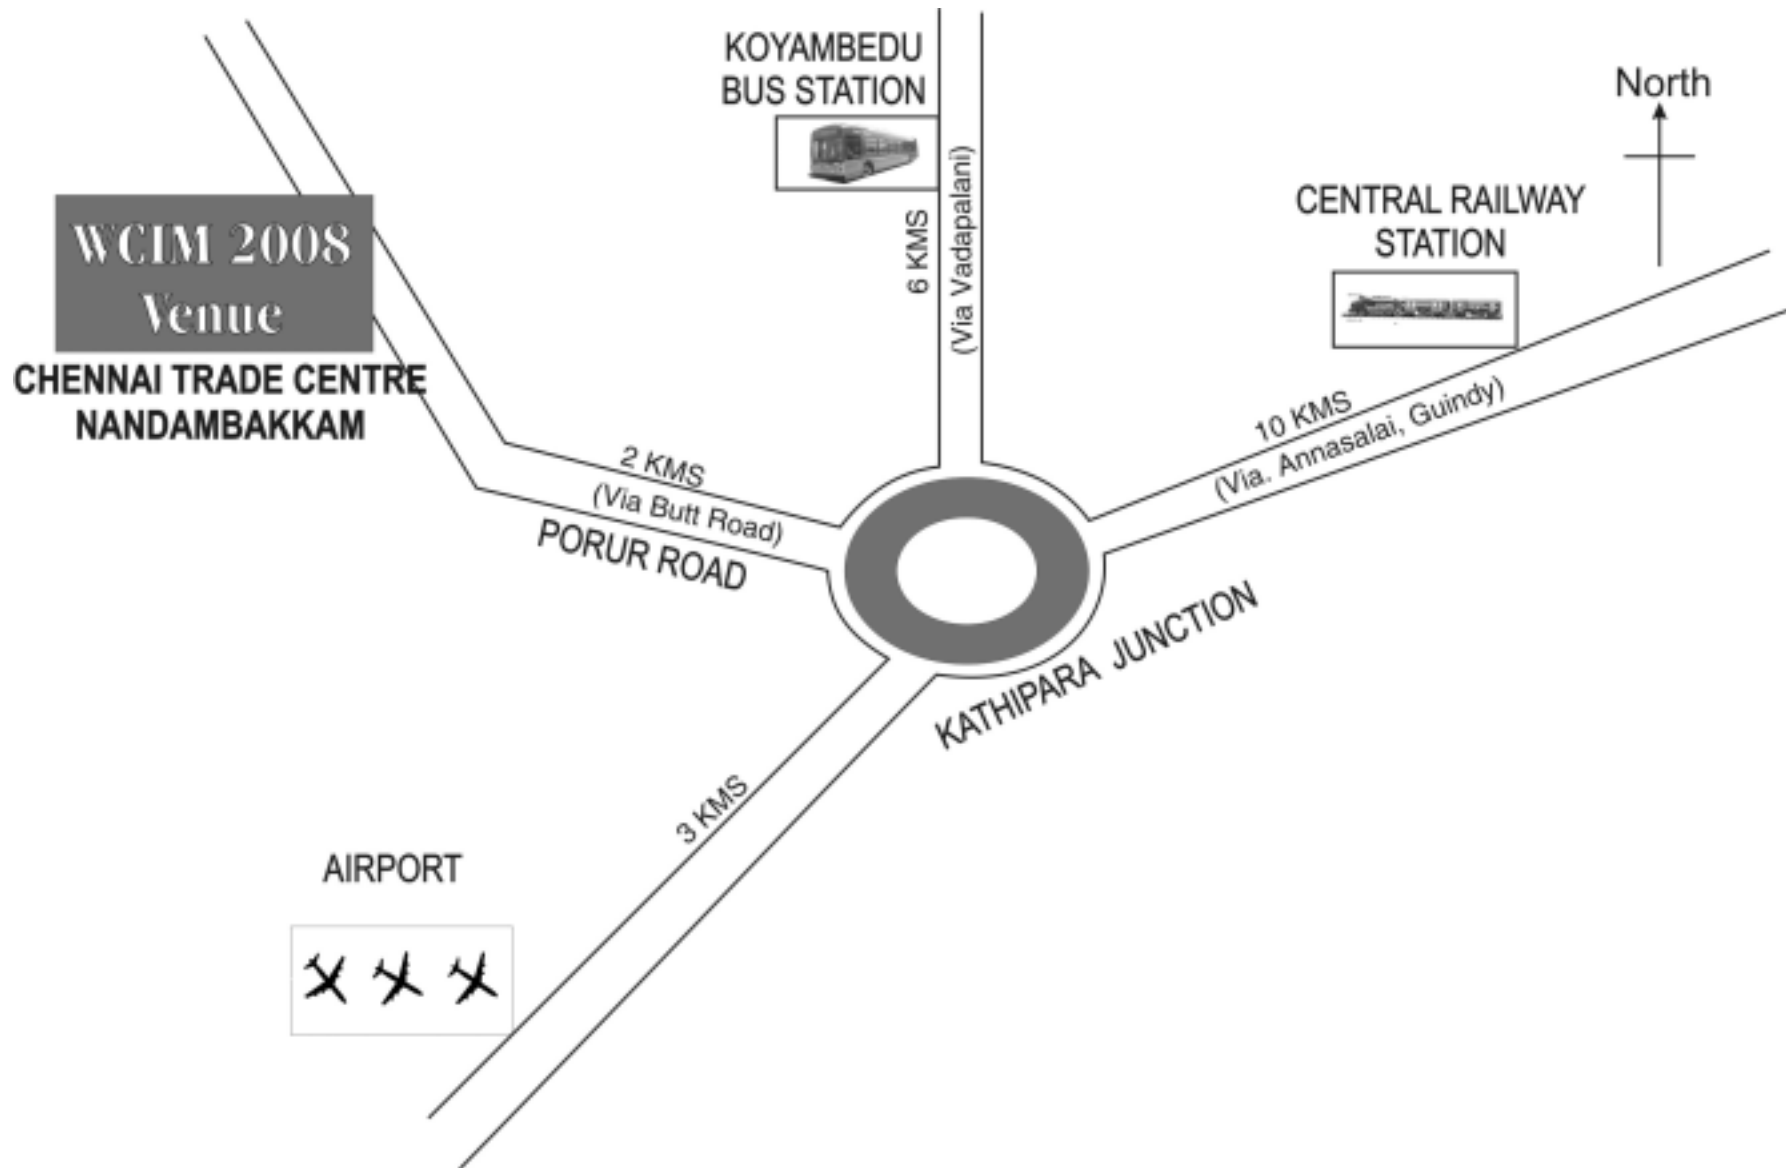 KOYAMBEDU
BUS STATION
North
CENTRAL RAILWAY
STATION
WCIM 2008
Venue
CHENNAI TRADE CENTRE
NANDAMBAKKAM
6 KMS
(Via Vadapalani)
10 KMS
(Via. Annasalai, Guindy)
2 KMS
(Via Butt Road)
PORUR ROAD
KATHIPARA JUNCTION
3 KMS
AIRPORT